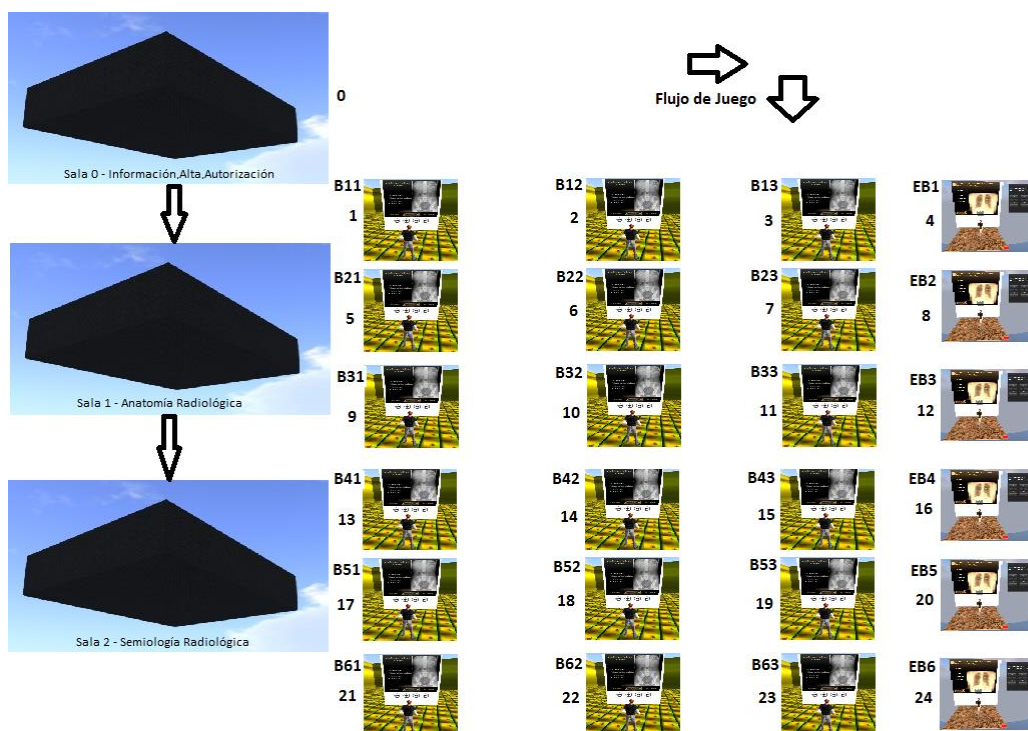 0
Flujo de Juego
Sala 0 - Información,Alta,Autorización
B11 B12 B13 EB1
1 2 3 4
B21 B22 B23 EB2
5 6 7 8
B31 B32 B33 EB3
9 10 11 12
Sala 1 - Anatomía Radiológica
B41 B42 B43 EB4
13 14 15 16
B51 B52 B53 EB5
17 18 19 20
Sala 2 - Semiología Radiológica
B61 B62 B63 EB6
21 22 23 24